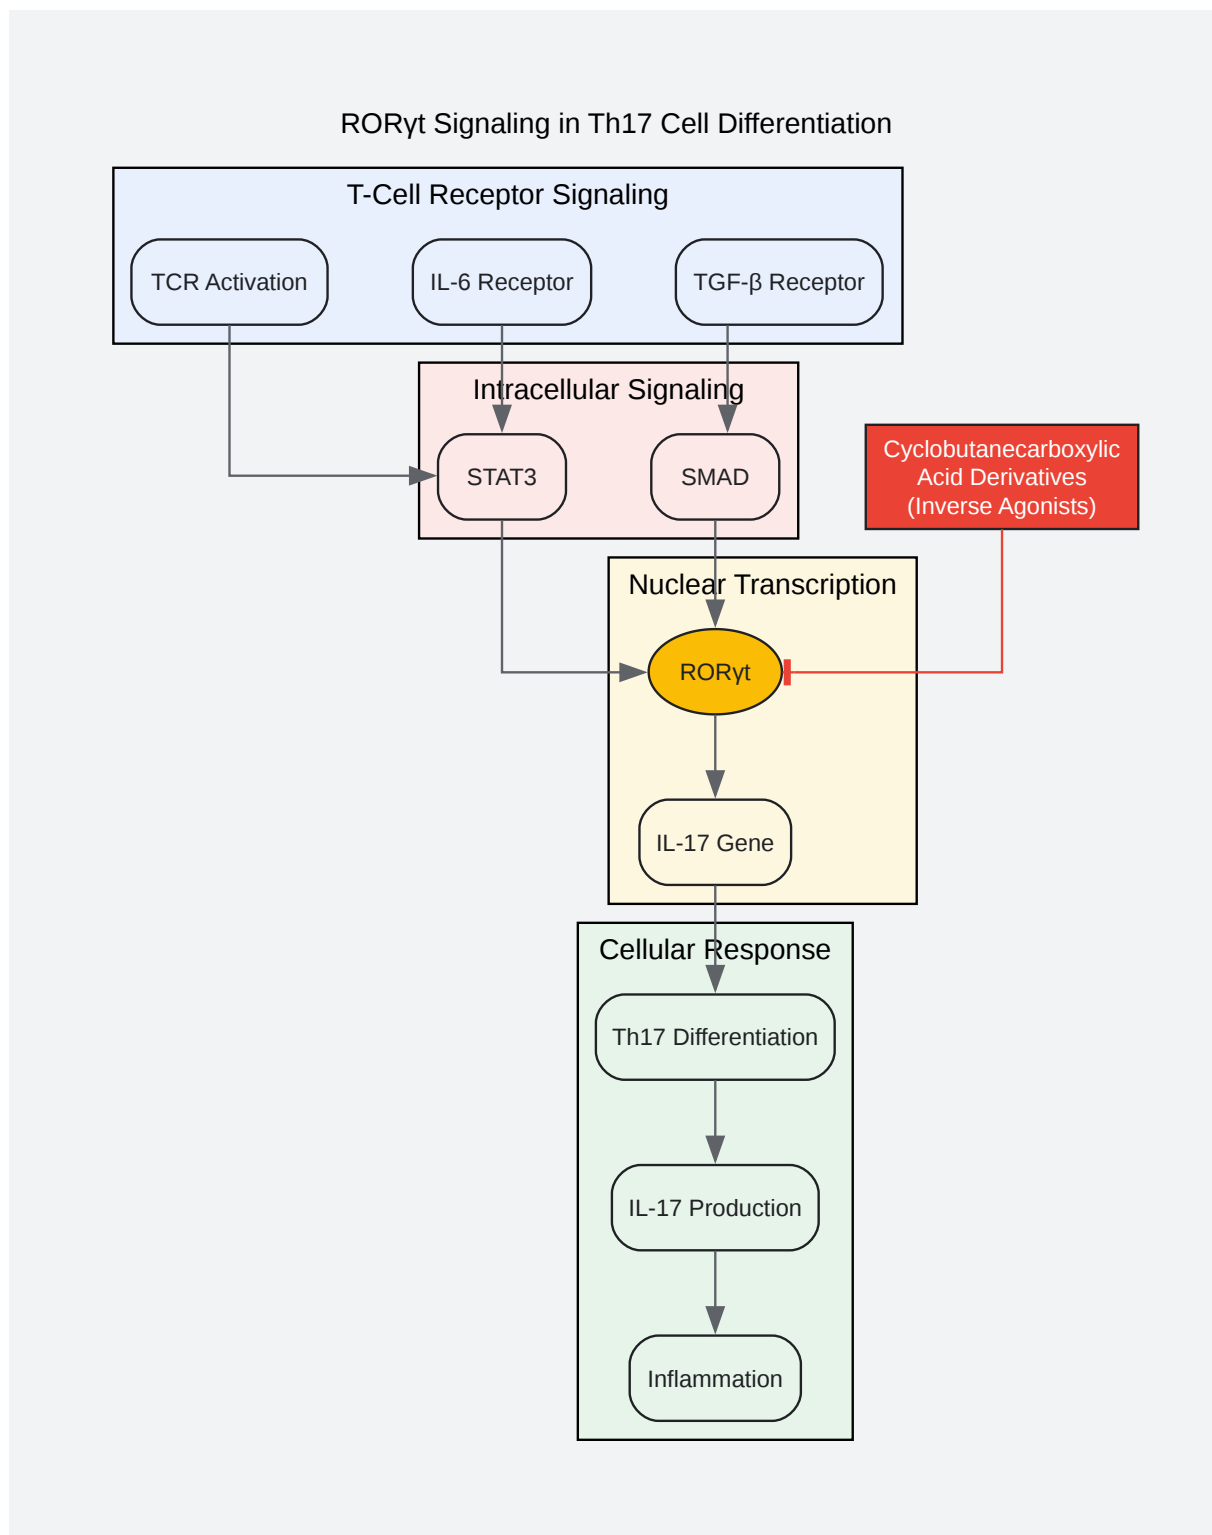 RORγt Signaling in Th17 Cell Differentiation
T-Cell Receptor Signaling
TCR Activation
IL-6 Receptor
TGF-β Receptor
Intracellular Signaling
STAT3
SMAD
Cyclobutanecarboxylic
Acid Derivatives
(Inverse Agonists)
Nuclear Transcription
RORγt
IL-17 Gene
Cellular Response
Th17 Differentiation
IL-17 Production
Inflammation